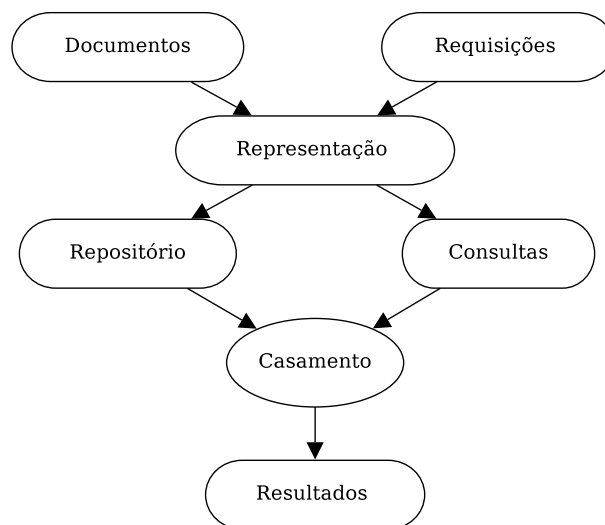 Documentos
Requisições
Representação
Repositório
Consultas
Casamento
Resultados